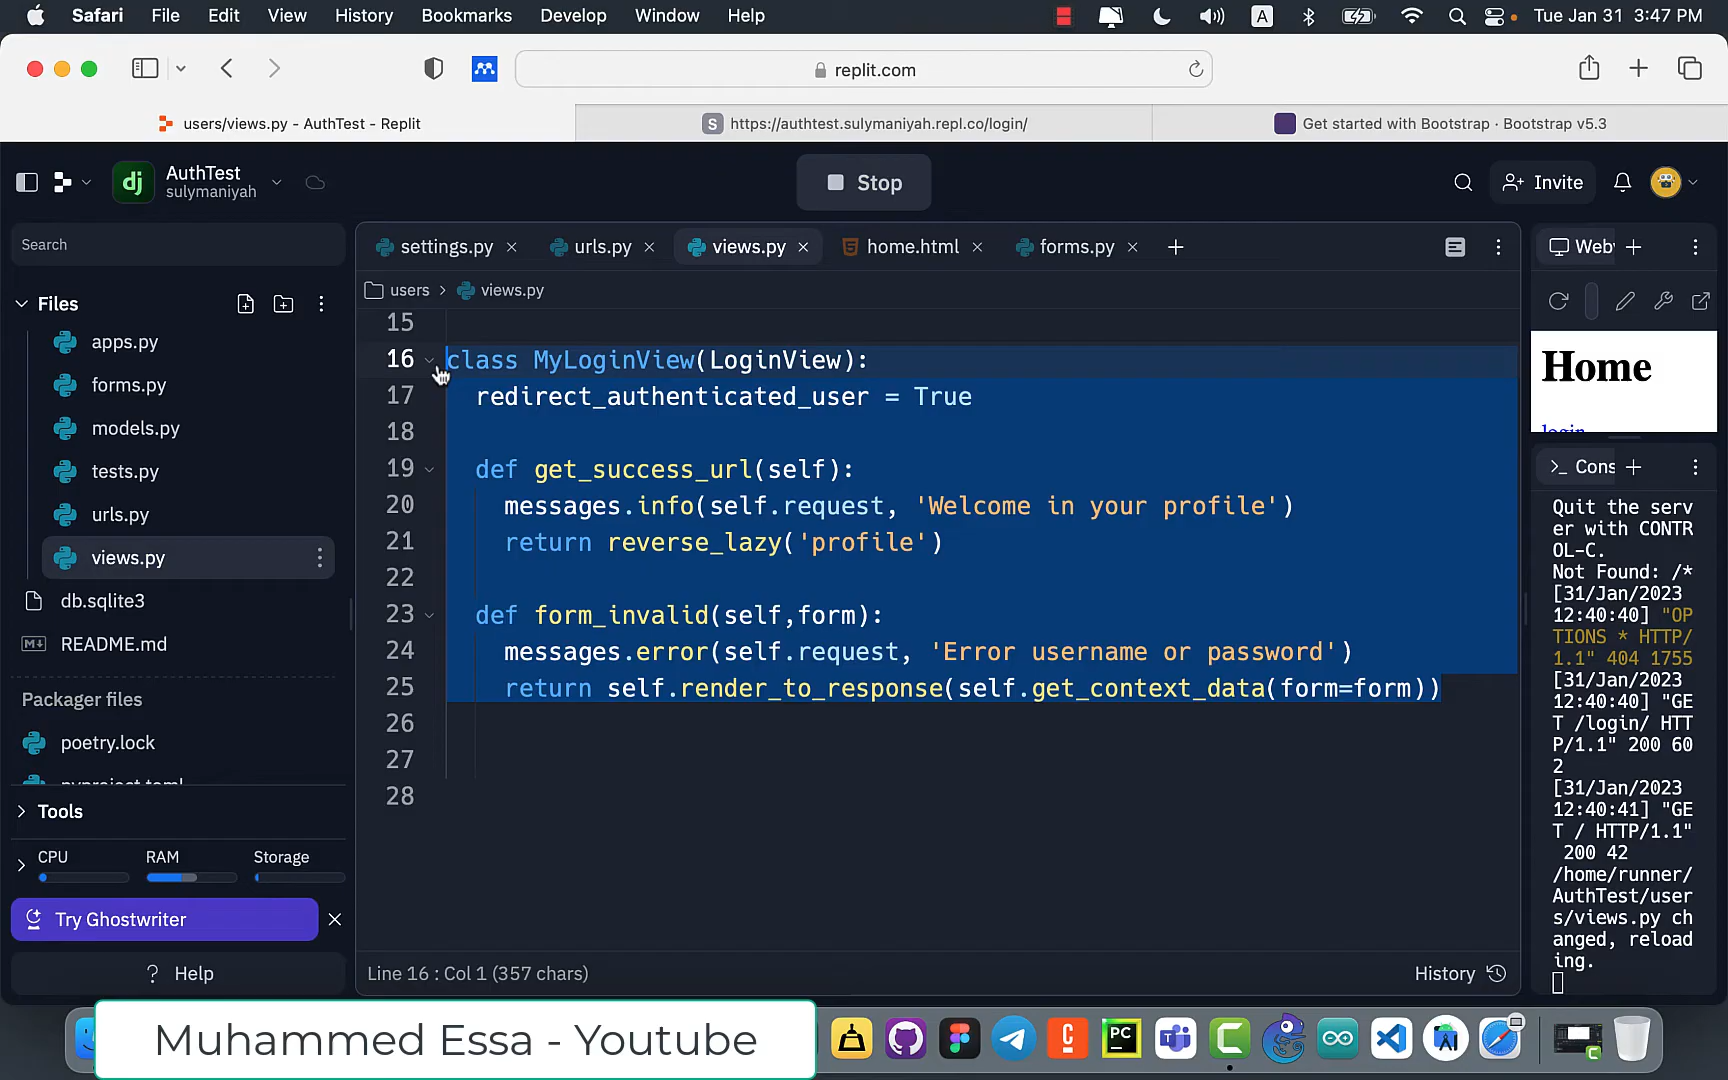 Safari File Edit View History Bookmarks Develop Window Help A Tue Jan 31 3:47 PM
replit.com
users/views.py - AuthTest - Replit
S https://authtest.sulymaniyah.repl.co/login/
Get started with Bootstrap · Bootstrap v5.3
dj AuthTest
sulymaniyah
Stop
Invite
Search
settings.py
urls.py
views.py
home.html
forms.py
Web
users > views.py
Files
apps.py
forms.py
models.py
tests.py
urls.py
views.py
db.sqlite3
README.md
Packager files
poetry.lock
pyproject.toml
Tools
CPU RAM Storage
Try Ghostwriter
? Help
15
16 class MyLoginView(LoginView):
17 redirect_authenticated_user = True
18
19 def get_success_url(self):
20 messages.info(self.request, 'Welcome in your profile')
21 return reverse_lazy('profile')
22
23 def form_invalid(self,form):
24 messages.error(self.request, 'Error username or password')
25 return self.render_to_response(self.get_context_data(form=form))
26
27
28
Line 16 : Col 1 (357 chars)
History
Home
login
>_ Cons
Quit the serv
er with CONTR
OL-C.
Not Found: /*
[31/Jan/2023
12:40:40] "OP
TIONS * HTTP/
1.1" 404 1755
[31/Jan/2023
12:40:40] "GE
T /login/ HTT
P/1.1" 200 60
2
[31/Jan/2023
12:40:41] "GE
T / HTTP/1.1"
200 42
/home/runner/
AuthTest/user
s/views.py ch
anged, reload
ing.
Muhammed Essa - Youtube
PC